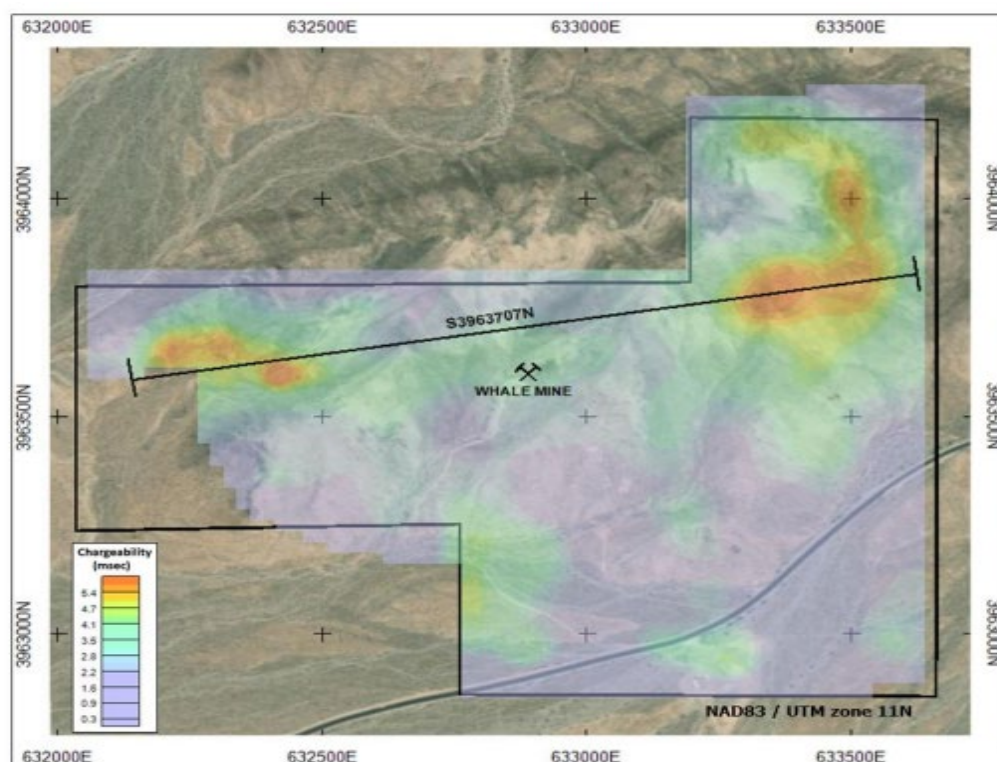 632000E 632500E 633000E 633500E
3964000N
3964000N
S3963707N
WHALE MINE
3963500N
3963500N
Chargeability
(msec)
5.4
4.7
4.1
3.5
2.8
2.2
1.6
0.9
0.3
3963000N
3963000N
NAD83 / UTM zone 11N
632000E 632500E 633000E 633500E